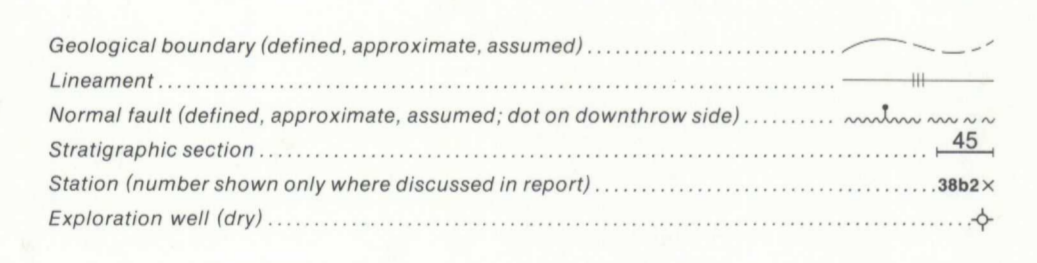 Geological boundary (defined, approximate, assumed)
Lineament
Normal fault (defined, approximate, assumed; dot on downthrow side)
Stratigraphic section 45
Station (number shown only where discussed in report) 38b2×
Exploration well (dry)